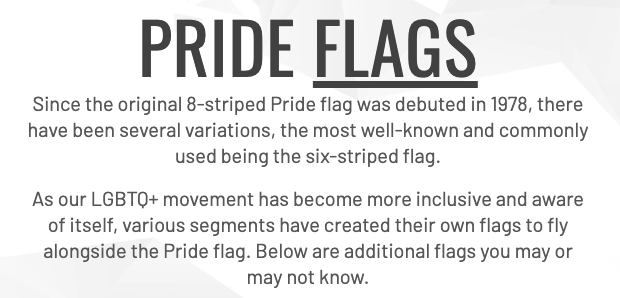 PRIDE FLAGS
Since the original 8-striped Pride flag was debuted in 1978, there
have been several variations, the most well-known and commonly
used being the six-striped flag.
As our LGBTQ+ movement has become more inclusive and aware
of itself, various segments have created their own flags to fly
alongside the Pride flag. Below are additional flags you may or
may not know.